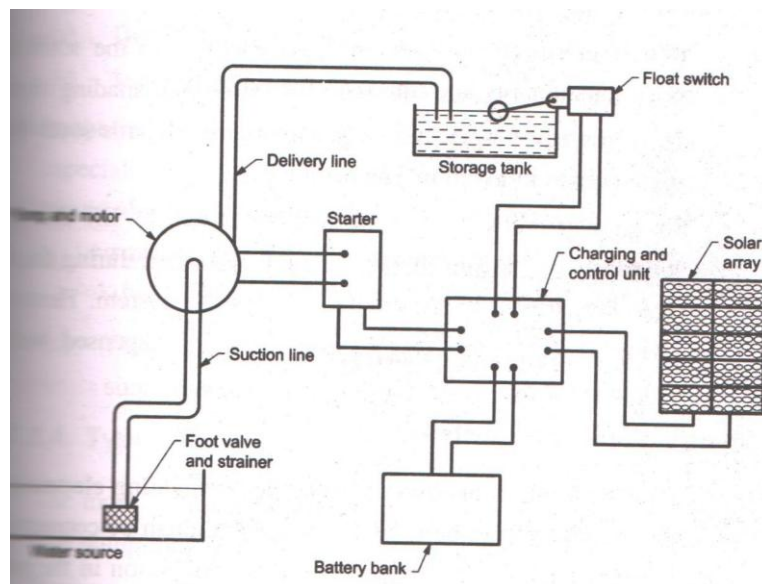 Float switch
Storage tank
Delivery line
and motor
Starter
Charging and
control unit
Solar
array
Suction line
Foot valve
and strainer
Water source
Battery bank